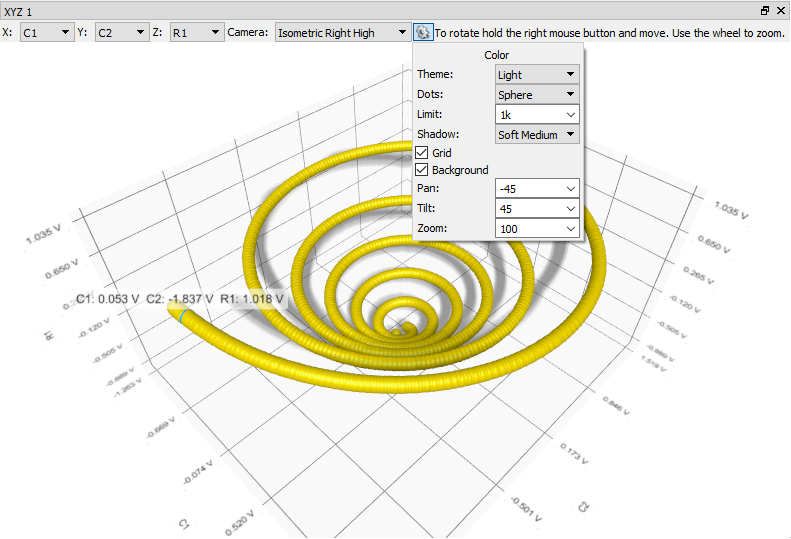 XYZ 1
X: C1 Y: C2 Z: R1 Camera: Isometric Right High To rotate hold the right mouse button and move. Use the wheel to zoom.
Color
Theme: Light
Dots: Sphere
Limit: 1k
Shadow: Soft Medium
Grid
Background
Pan: -45
Tilt: 45
Zoom: 100
1.035 V
0.650 V
C1: 0.053 V C2: -1.837 V R1: 1.018 V
-0.120 V
-0.505 V
-0.889 V
-1.263 V
R1
-0.669 V
-0.074 V
0.520 V
C1
1.035 V
0.650 V
0.265 V
-0.120 V
-0.505 V
-0.889 V
1.519 V
0.846 V
0.173 V
-0.501 V
C2